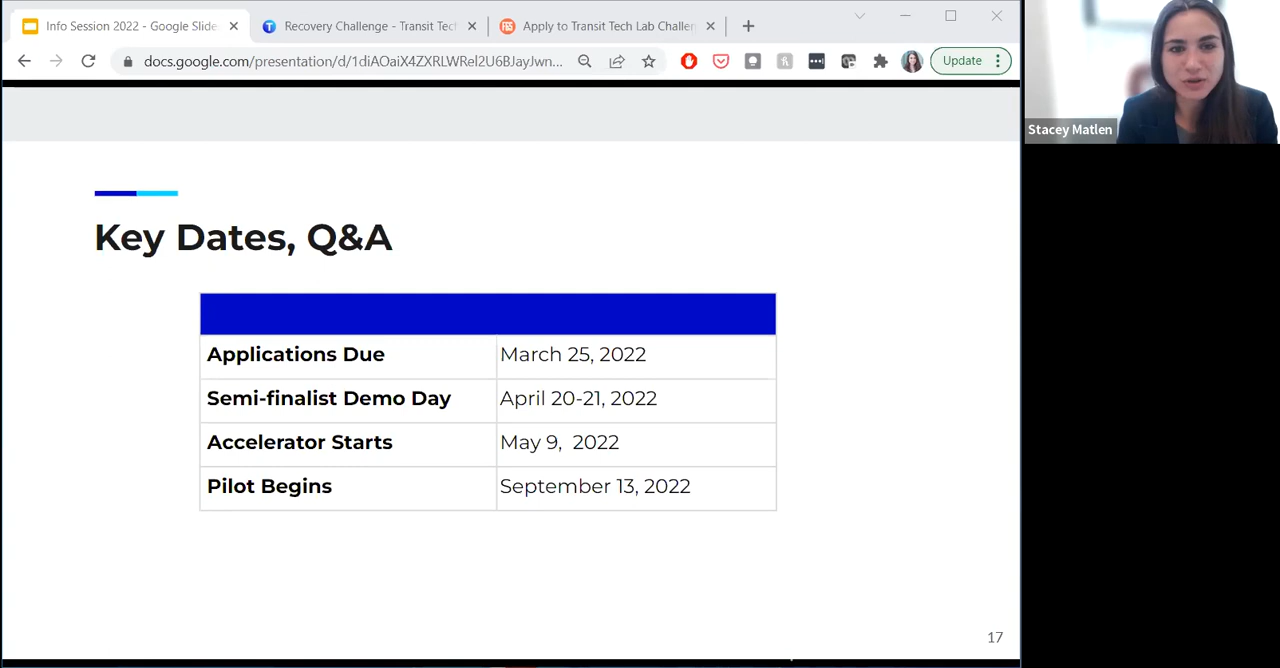 Info Session 2022 - Google Slide
Recovery Challenge - Transit Tech
Apply to Transit Tech Lab Challen
docs.google.com/presentation/d/1diAOaiX4ZXRLWRel2U6BJayJwn...
Update
Stacey Matlen
Key Dates, Q&A
Applications Due March 25, 2022
Semi-finalist Demo Day April 20-21, 2022
Accelerator Starts May 9, 2022
Pilot Begins September 13, 2022
17